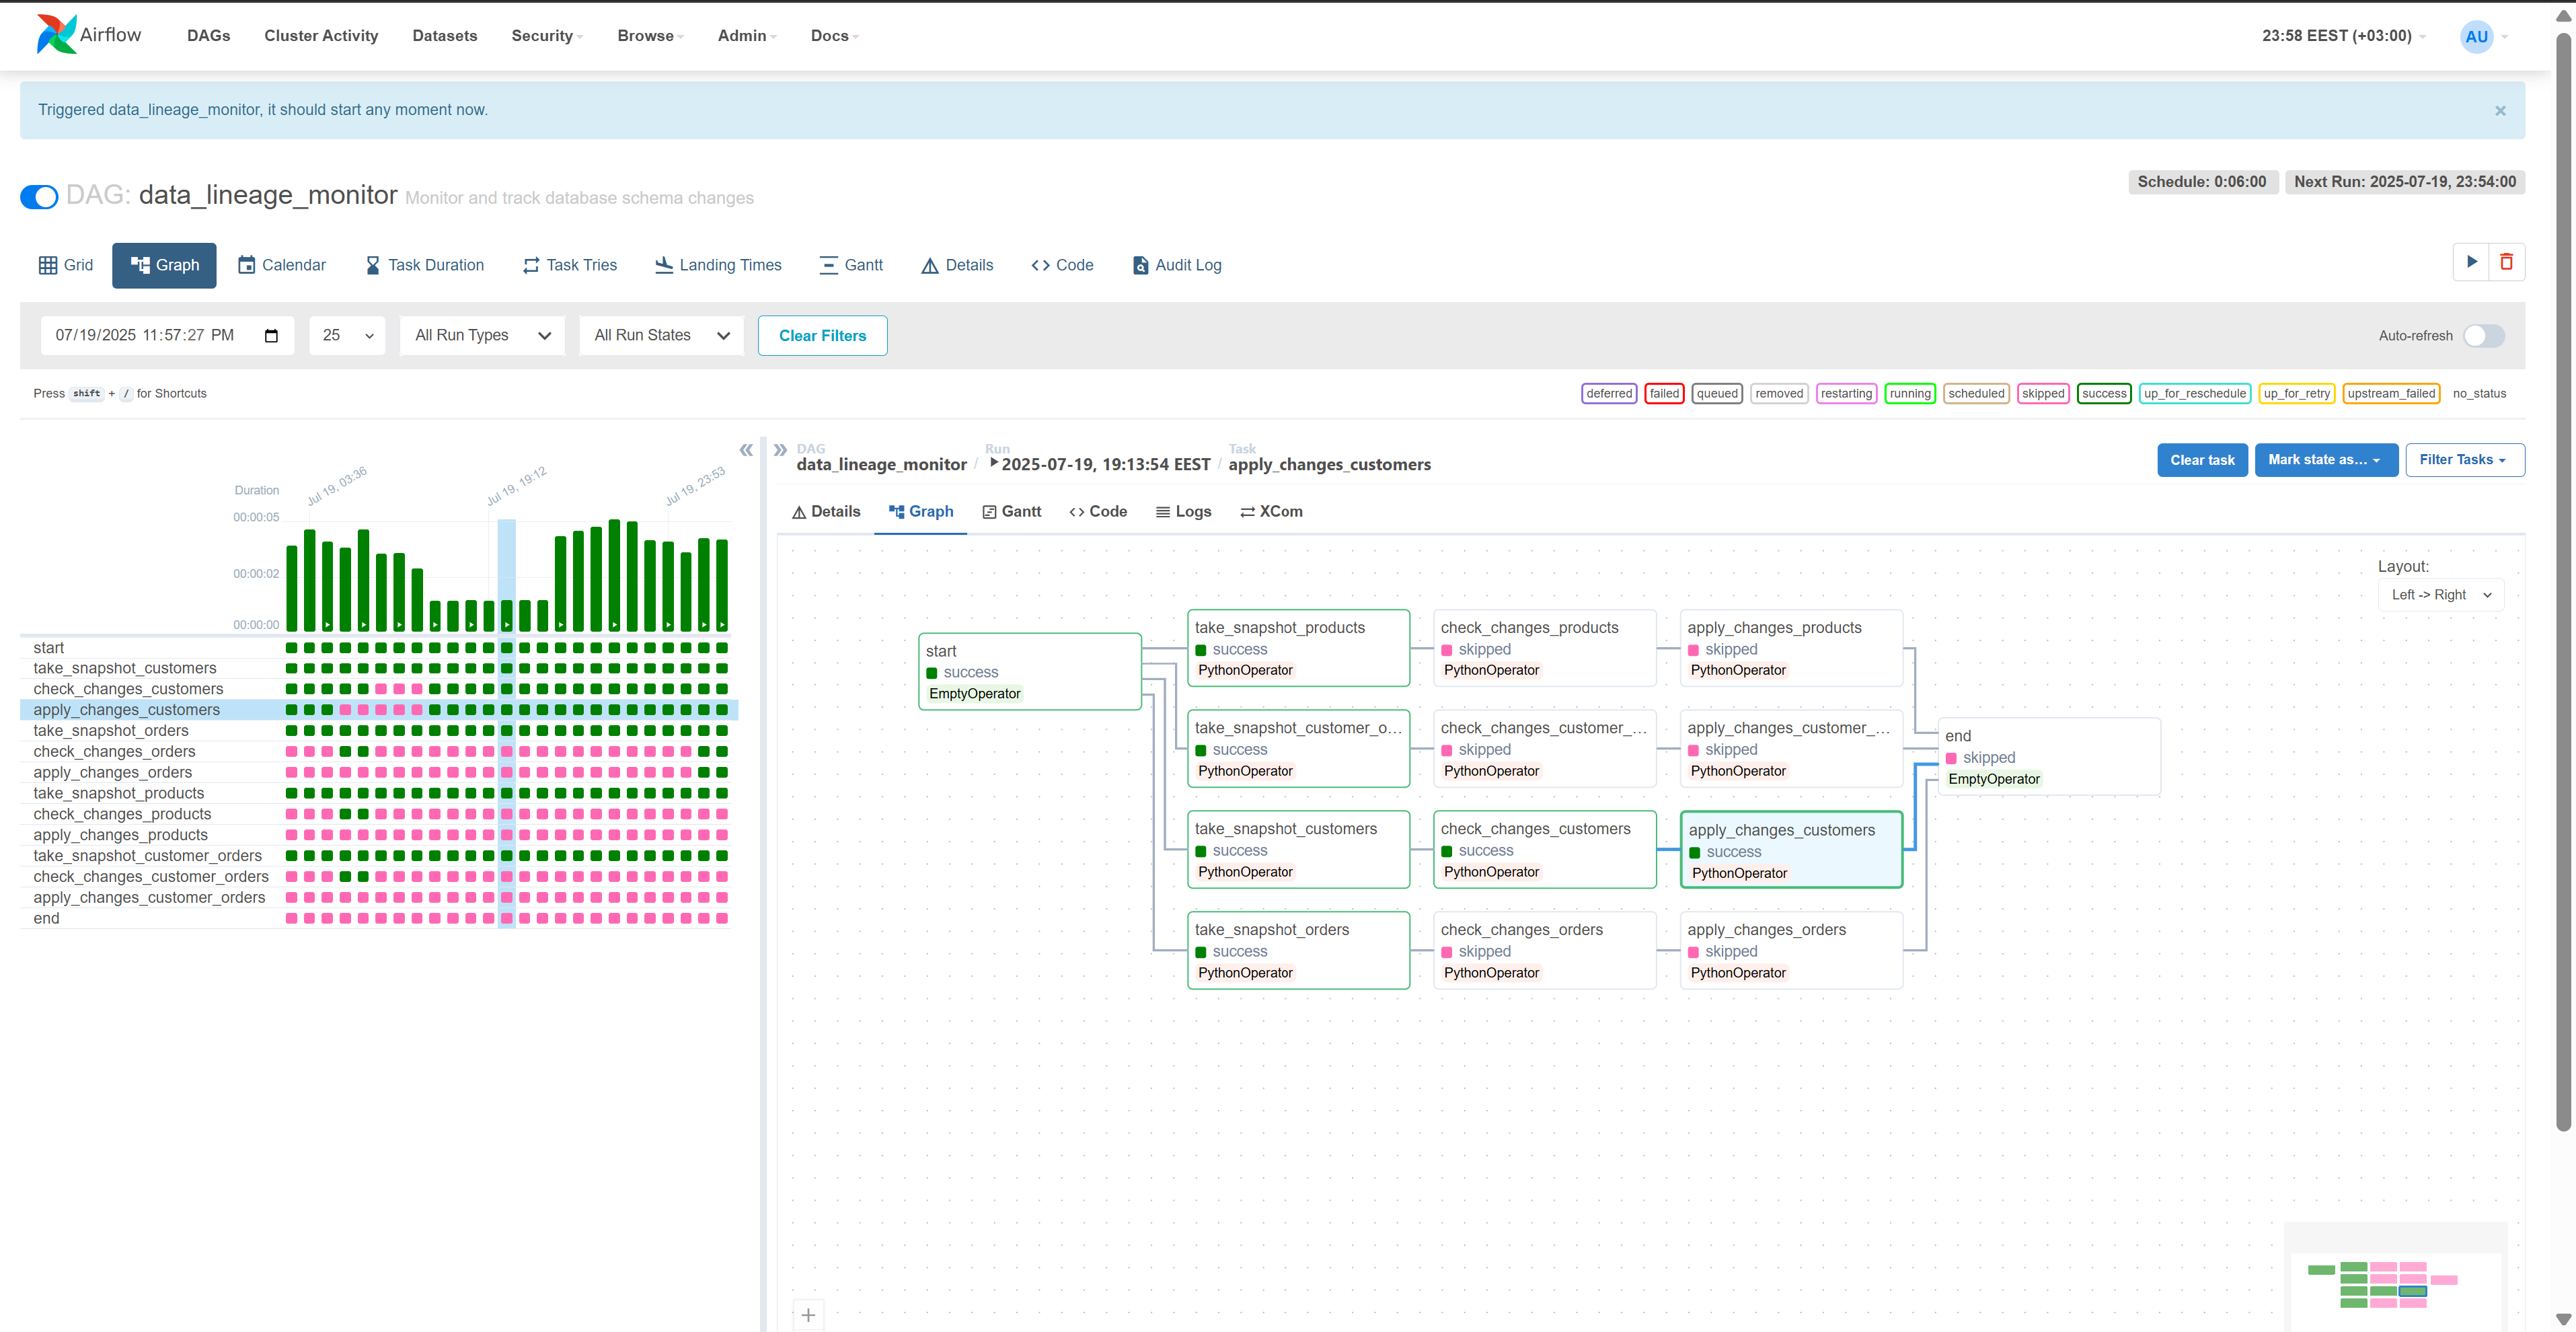 Airflow DAGs Cluster Activity Datasets Security Browse Admin Docs 23:58 EEST (+03:00) AU
Triggered data_lineage_monitor, it should start any moment now. ×
DAG: data_lineage_monitor Monitor and track database schema changes Schedule: 0:06:00 Next Run: 2025-07-19, 23:54:00
Grid Graph Calendar Task Duration Task Tries Landing Times Gantt Details Code Audit Log
07/19/2025 11:57:27 PM 25 All Run Types All Run States Clear Filters Auto-refresh
Press shift + / for Shortcuts deferred failed queued removed restarting running scheduled skipped success up_for_reschedule up_for_retry upstream_failed no_status
Duration
Jul 19, 03:36 Jul 19, 19:12 Jul 19, 23:53
00:00:05
00:00:02
00:00:00
start
take_snapshot_customers
check_changes_customers
apply_changes_customers
take_snapshot_orders
check_changes_orders
apply_changes_orders
take_snapshot_products
check_changes_products
apply_changes_products
take_snapshot_customer_orders
check_changes_customer_orders
apply_changes_customer_orders
end
DAG Run Task
data_lineage_monitor / 2025-07-19, 19:13:54 EEST / apply_changes_customers
Clear task Mark state as... Filter Tasks
Details Graph Gantt Code Logs XCom
Layout:
Left -> Right
start
success
EmptyOperator
take_snapshot_products
success
PythonOperator
check_changes_products
skipped
PythonOperator
apply_changes_products
skipped
PythonOperator
take_snapshot_customer_o...
success
PythonOperator
check_changes_customer_...
skipped
PythonOperator
apply_changes_customer_...
skipped
PythonOperator
take_snapshot_customers
success
PythonOperator
check_changes_customers
success
PythonOperator
apply_changes_customers
success
PythonOperator
take_snapshot_orders
success
PythonOperator
check_changes_orders
skipped
PythonOperator
apply_changes_orders
skipped
PythonOperator
end
skipped
EmptyOperator